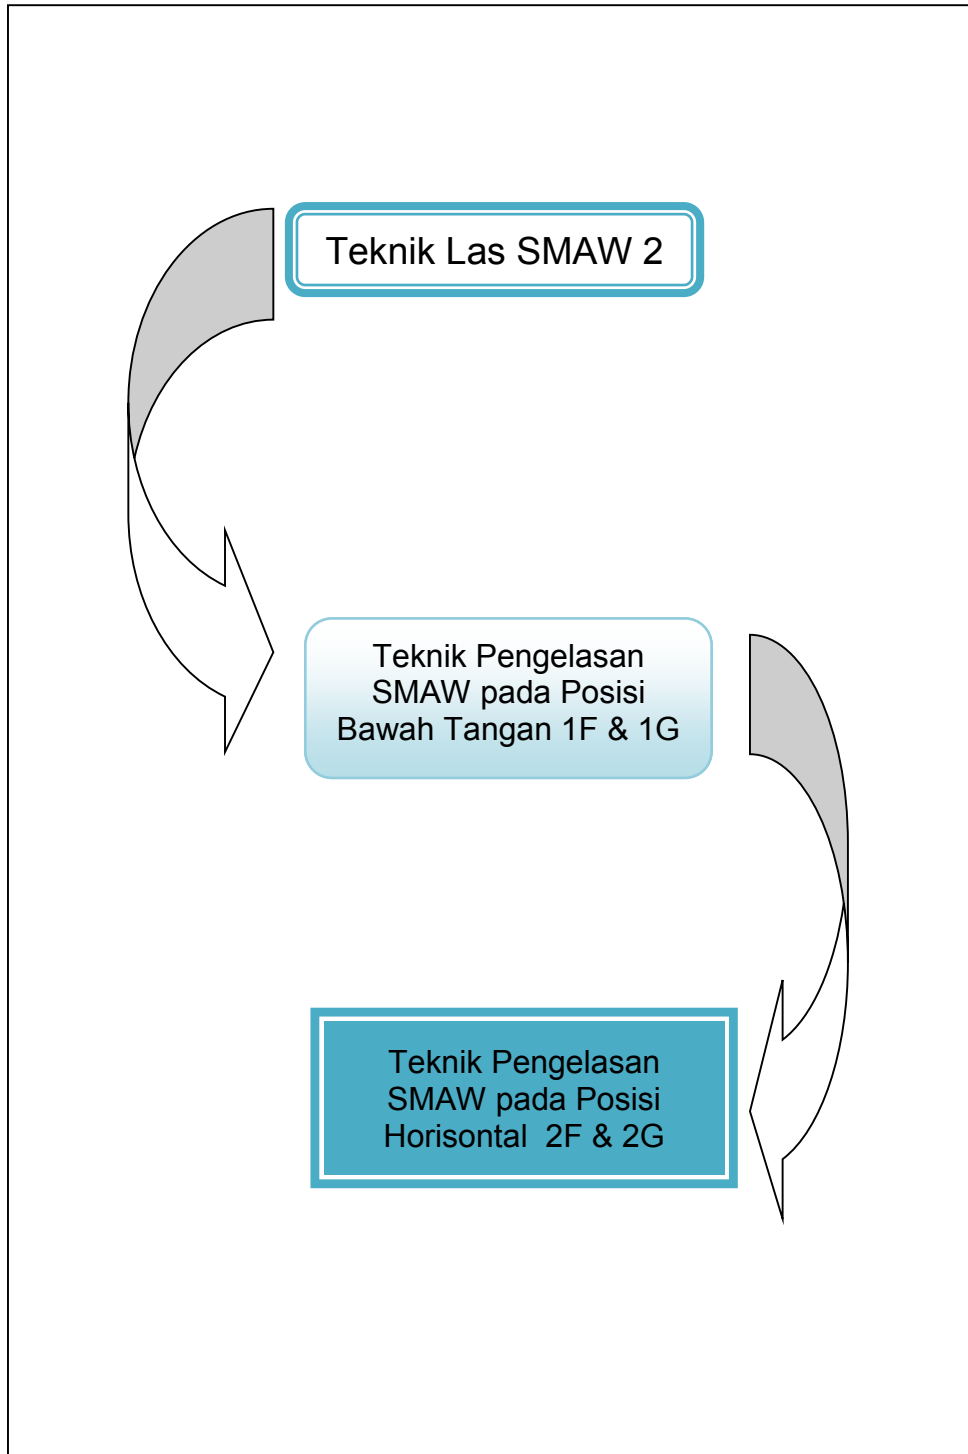 Teknik Las SMAW 2
Teknik Pengelasan
SMAW pada Posisi
Bawah Tangan 1F & 1G
Teknik Pengelasan
SMAW pada Posisi
Horisontal  2F & 2G